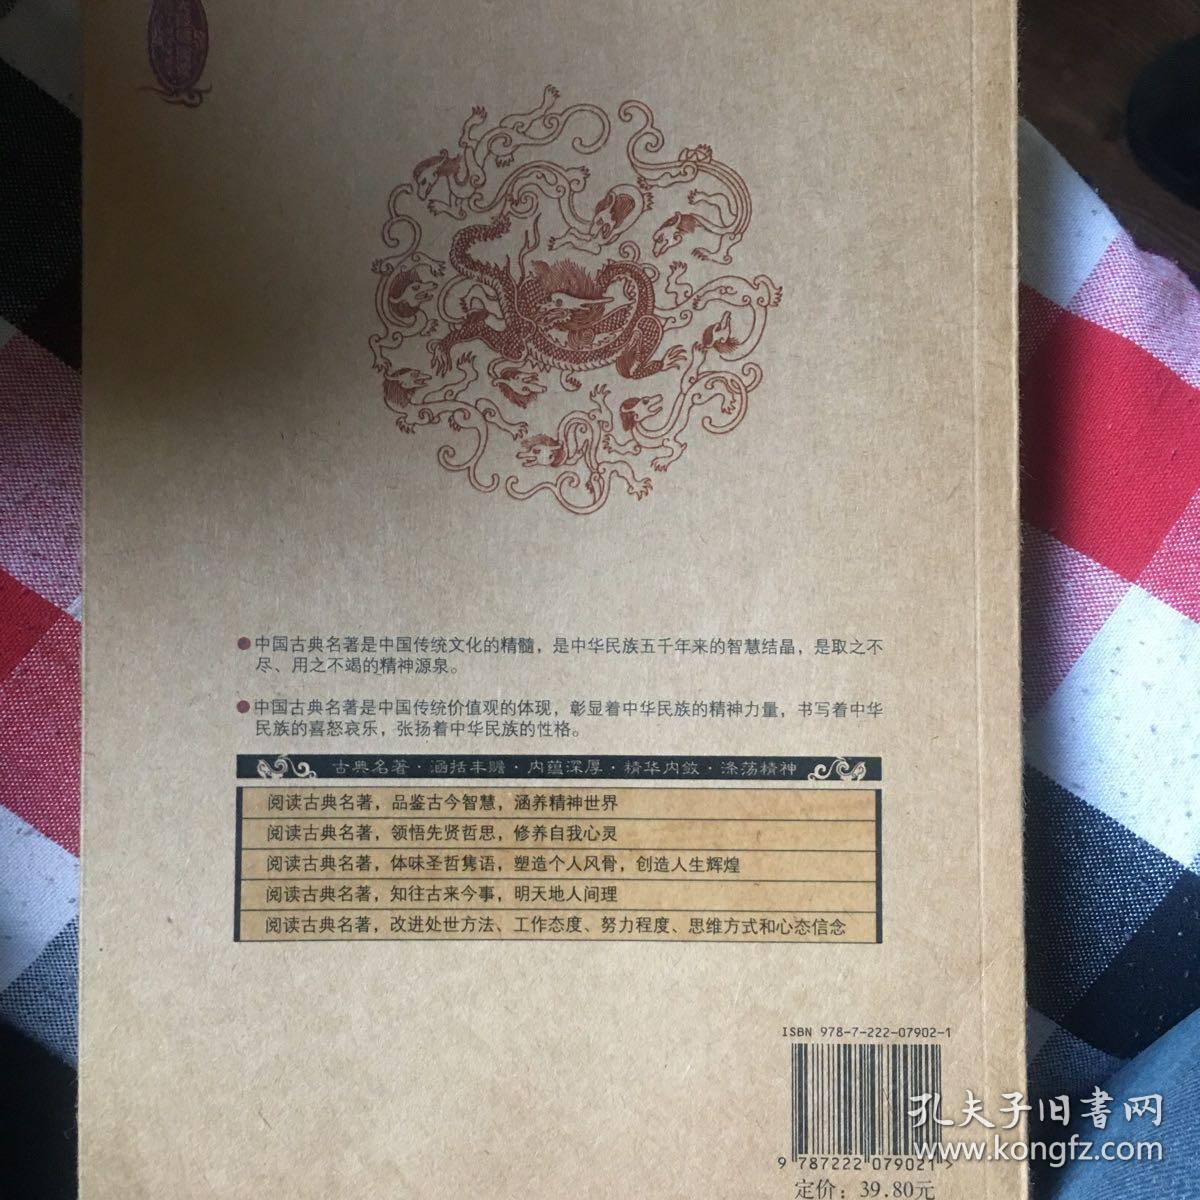 ●中国古典名著是中国传统文化的精髓，是中华民族五千年来的智慧结晶，是取之不
尽、用之不竭的精神源泉。
●中国古典名著是中国传统价值观的体现，彰显着中华民族的精神力量，书写着中华
民族的喜怒哀乐，张扬着中华民族的性格。
古典名著·涵括丰赡·内蕴深厚·精华内敛·涤荡精神
阅读古典名著，品鉴古今智慧，涵养精神世界
阅读古典名著，领悟先贤哲思，修养自我心灵
阅读古典名著，体味圣哲隽语，塑造个人风骨，创造人生辉煌
阅读古典名著，知往古来今事，明天地人间理
阅读古典名著，改进处世方法、工作态度、努力程度、思维方式和心态信念
ISBN 978-7-222-07902-1
9 787222 079021 >
定价：39.80元
孔夫子旧書网
www.kongfz.com